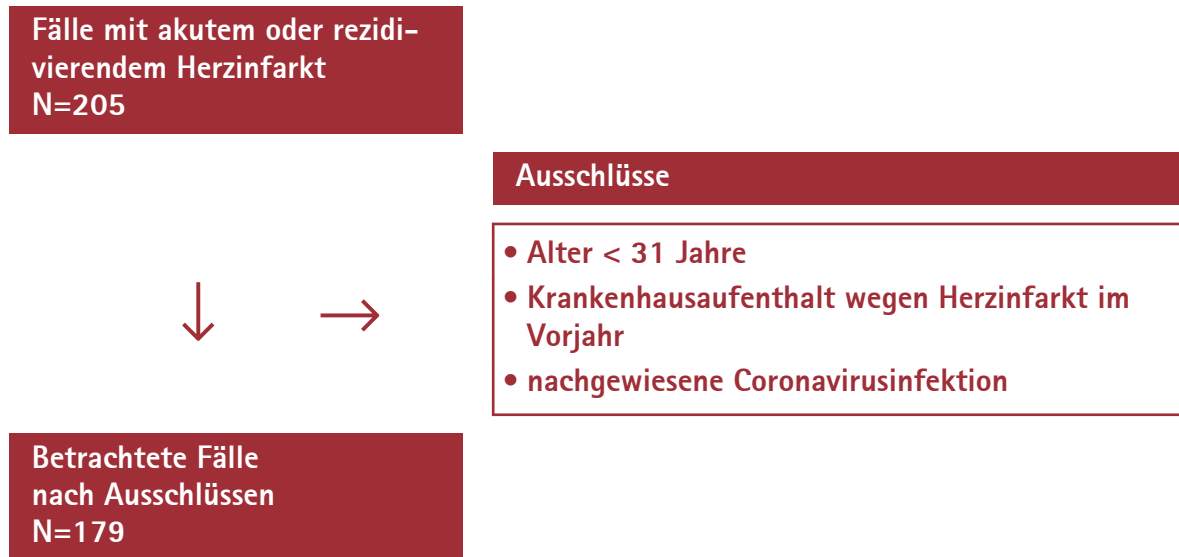 Fälle mit akutem oder rezidi-
vierendem Herzinfarkt
N=205
Ausschlüsse
• Alter < 31 Jahre
• Krankenhausaufenthalt wegen Herzinfarkt im
Vorjahr
• nachgewiesene Coronavirusinfektion
Betrachtete Fälle
nach Ausschlüssen
N=179